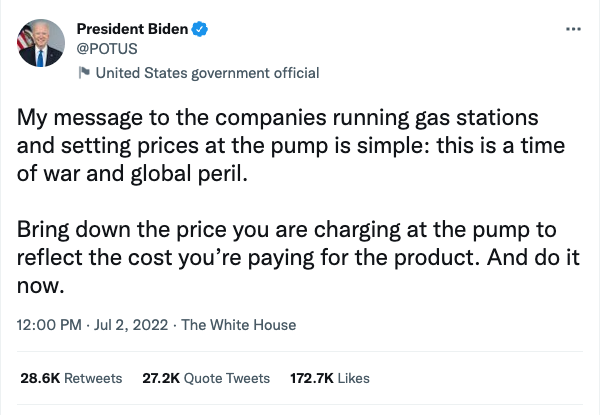 President Biden
@POTUS
United States government official
My message to the companies running gas stations
and setting prices at the pump is simple: this is a time
of war and global peril.
Bring down the price you are charging at the pump to
reflect the cost you’re paying for the product. And do it
now.
12:00 PM · Jul 2, 2022 · The White House
28.6K Retweets 27.2K Quote Tweets 172.7K Likes